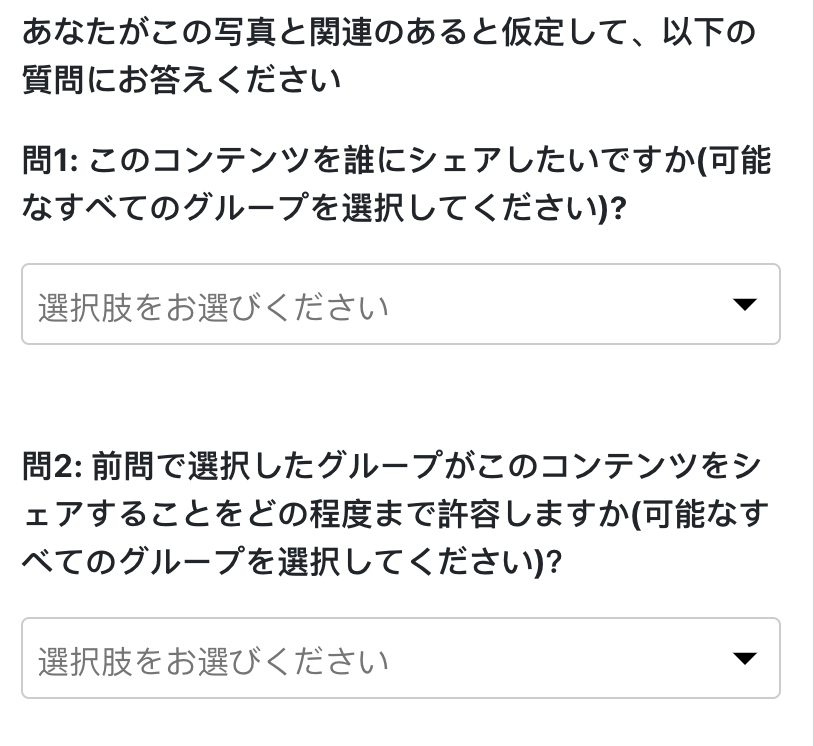 あなたがこの写真と関連のあると仮定して、以下の
質問にお答えください
問1: このコンテンツを誰にシェアしたいですか(可能
なすべてのグループを選択してください)?
選択肢をお選びください
問2: 前問で選択したグループがこのコンテンツをシ
ェアすることをどの程度まで許容しますか(可能なす
べてのグループを選択してください)?
選択肢をお選びください